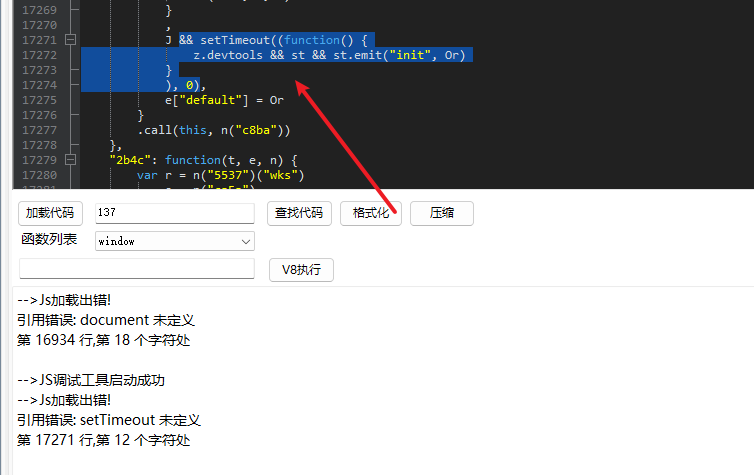 17269 }
17270 ,
17271 J && setTimeout((function() {
17272 z.devtools && st && st.emit("init", Or)
17273 }
17274 ), 0),
17275 e["default"] = Or
17276 }
17277 .call(this, n("c8ba"))
17278 },
17279 "2b4c": function(t, e, n) {
17280 var r = n("5537")("wks")
加载代码 137 查找代码 格式化 压缩
函数列表 window
V8执行
-->Js加载出错!
引用错误: document 未定义
第 16934 行,第 18 个字符处
-->JS调试工具启动成功
-->Js加载出错!
引用错误: setTimeout 未定义
第 17271 行,第 12 个字符处